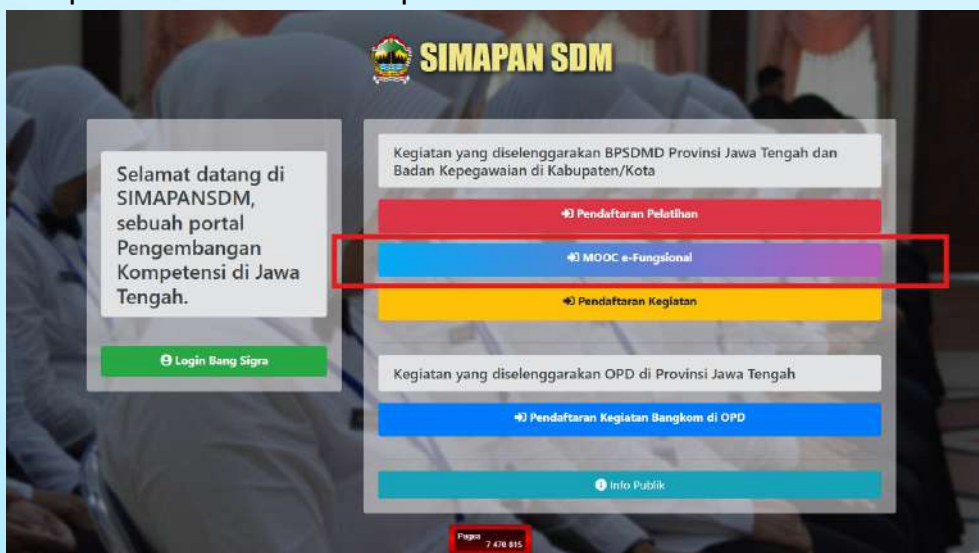 SIMAPAN SDM
Selamat datang di
SIMAPANSDM,
sebuah portal
Pengembangan
Kompetensi di Jawa
Tengah.
Login Bang Sigra
Kegiatan yang diselenggarakan BPSDMD Provinsi Jawa Tengah dan
Badan Kepegawaian di Kabupaten/Kota
Pendaftaran Pelatihan
MOOC e-Fungsional
Pendaftaran Kegiatan
Kegiatan yang diselenggarakan OPD di Provinsi Jawa Tengah
Pendaftaran Kegiatan Bangkom di OPD
Info Publik
7 470 815